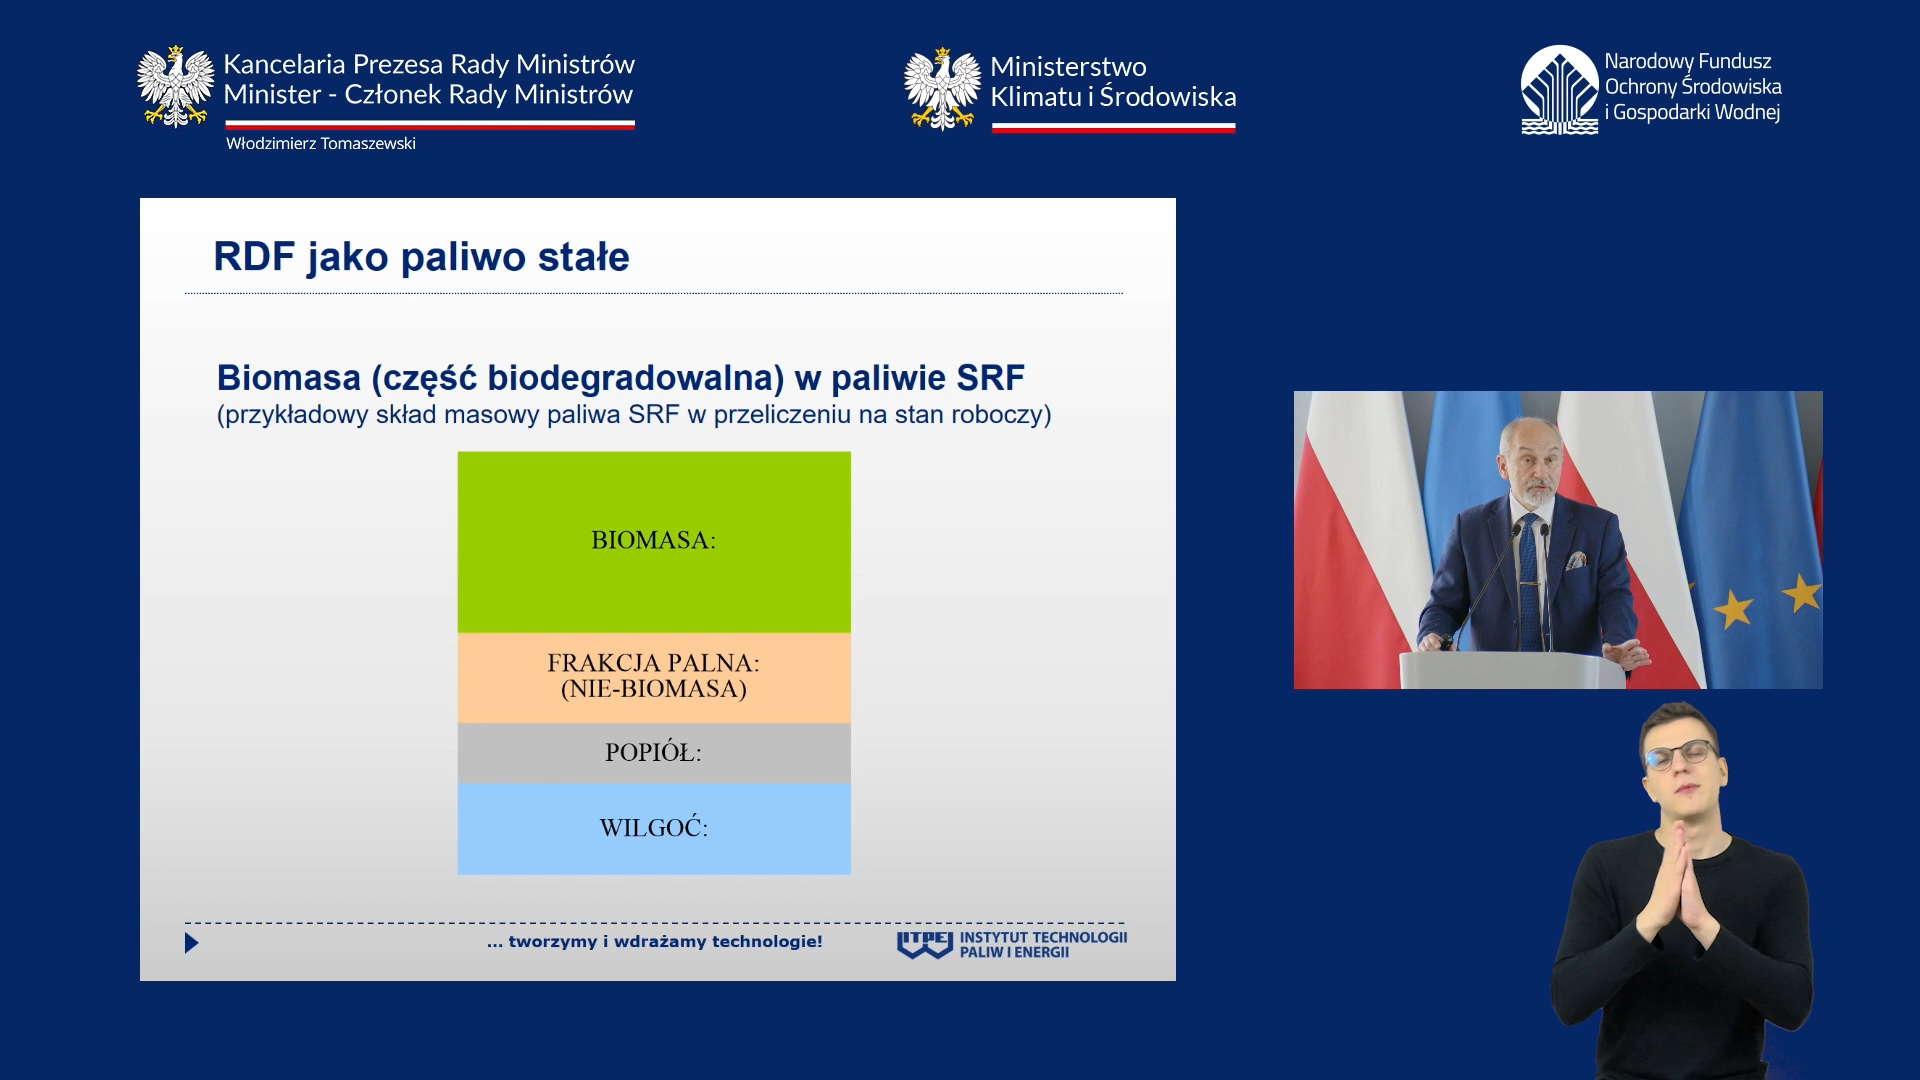 Kancelaria Prezesa Rady Ministrów
Minister - Członek Rady Ministrów
Włodzimierz Tomaszewski
Ministerstwo
Klimatu i Środowiska
Narodowy Fundusz
Ochrony Środowiska
i Gospodarki Wodnej
RDF jako paliwo stałe
Biomasa (część biodegradowalna) w paliwie SRF
(przykładowy skład masowy paliwa SRF w przeliczeniu na stan roboczy)
BIOMASA:
FRAKCJA PALNA:
(NIE-BIOMASA)
POPIÓŁ:
WILGOĆ:
... tworzymy i wdrażamy technologie!
ITPE
INSTYTUT TECHNOLOGII
PALIW I ENERGII